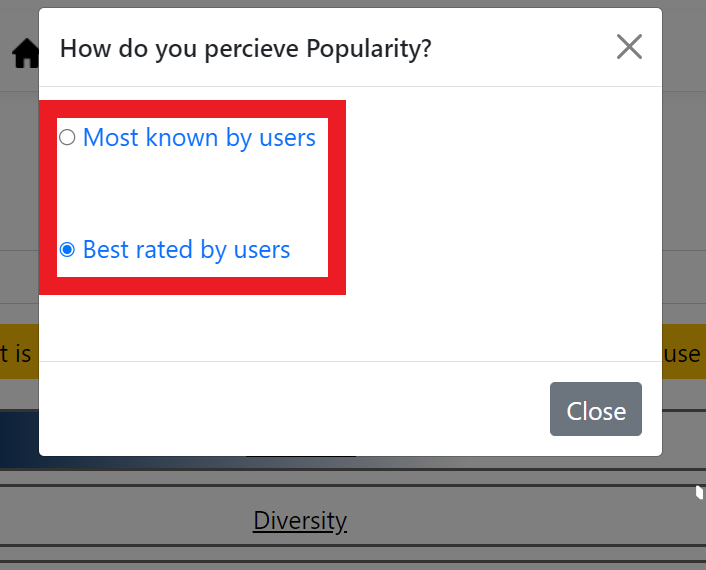 How do you percieve Popularity?
Most known by users
Best rated by users
t is
use
Close
Diversity